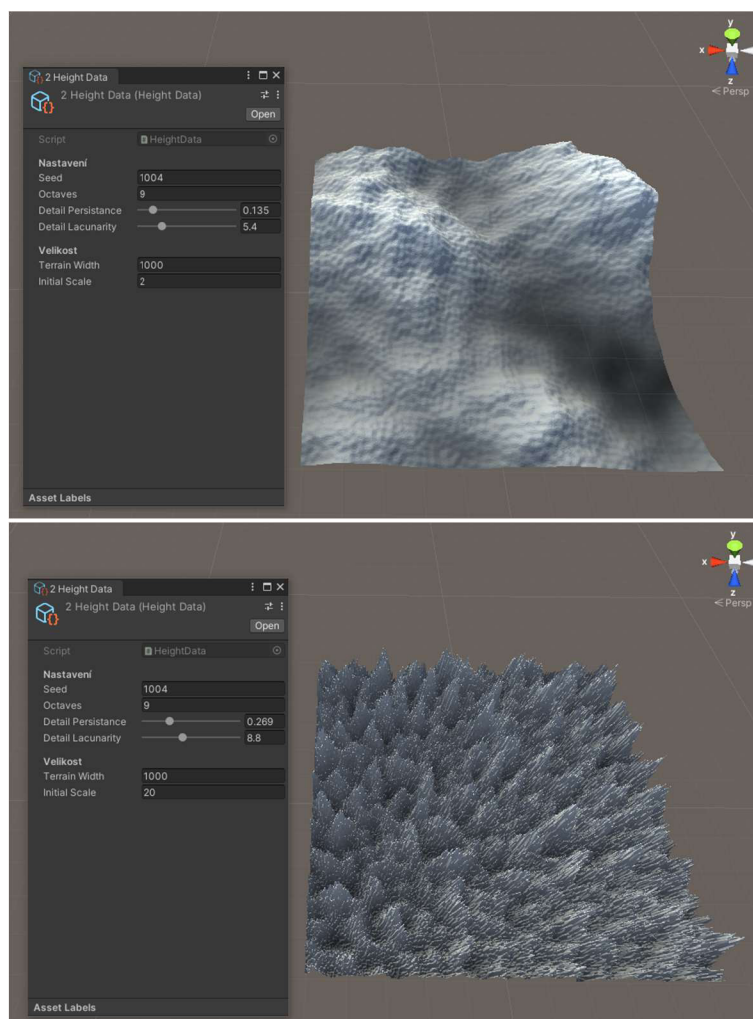 2 Height Data
2 Height Data (Height Data)
Open
Script HeightData
Nastavení
Seed 1004
Octaves 9
Detail Persistance 0.135
Detail Lacunarity 5.4
Velikost
Terrain Width 1000
Initial Scale 2
Asset Labels
y
x
z
Persp
2 Height Data
2 Height Data (Height Data)
Open
Script HeightData
Nastavení
Seed 1004
Octaves 9
Detail Persistance 0.269
Detail Lacunarity 8.8
Velikost
Terrain Width 1000
Initial Scale 20
Asset Labels
y
x
z
Persp